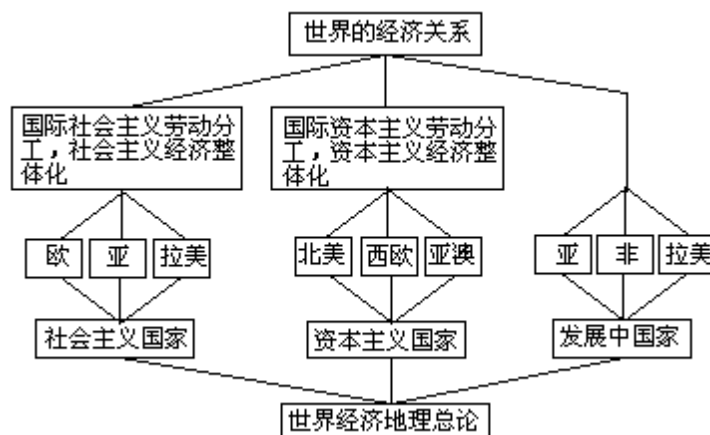 世界的经济关系
国际社会主义劳动分
工，社会主义经济整
体化
国际资本主义劳动分
工，资本主义经济整
体化
欧
亚
拉美
北美
西欧
亚澳
亚
非
拉美
社会主义国家
资本主义国家
发展中国家
世界经济地理总论